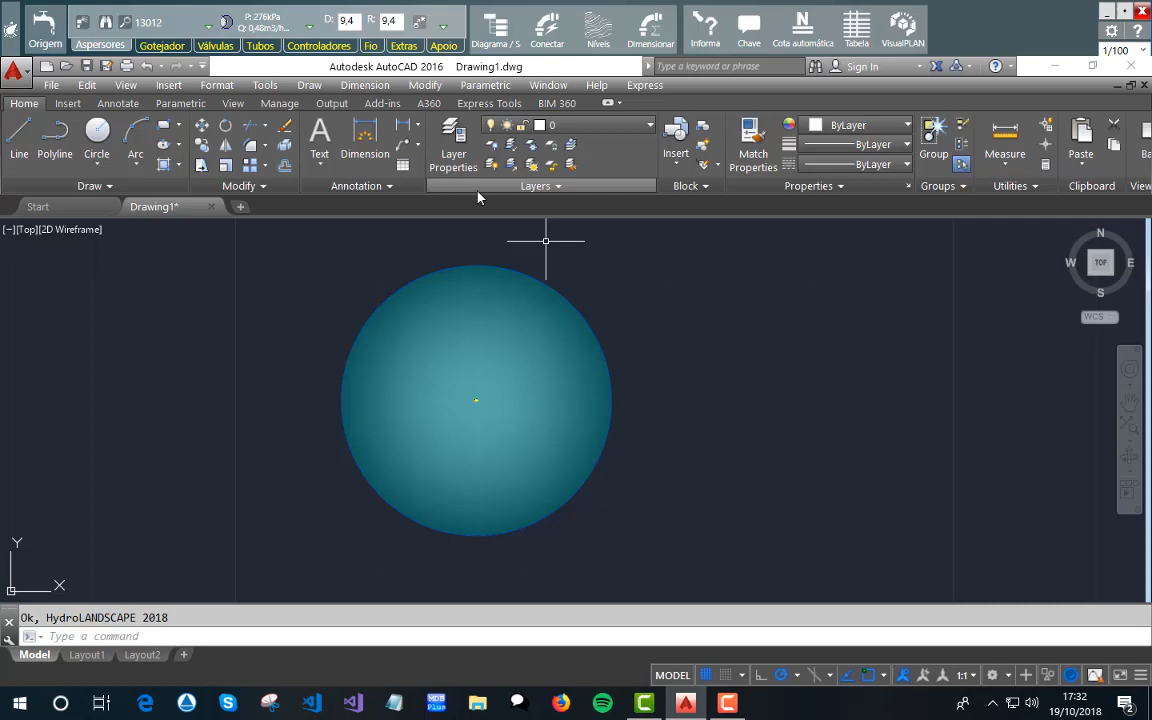 13012
P: 276kPa
Q: 0,48m3/h...
D: 9,4 R: 9,4
Origem
Aspersores Gotejador Válvulas Tubos Controladores Fio Extras Apoio
Diagrama / S Conectar Níveis Dimensionar
Informa Chave Cota automática Tabela visualPLAN
1/100
Autodesk AutoCAD 2016 Drawing1.dwg
Type a keyword or phrase
Sign In
File Edit View Insert Format Tools Draw Dimension Modify Parametric Window Help Express
Home Insert Annotate Parametric View Manage Output Add-ins A360 Express Tools BIM 360
0
ByLayer
ByLayer
ByLayer
Line Polyline Circle Arc
Text Dimension
Layer
Properties
Insert
Match
Properties
Group
Measure
Paste
Ba
Draw Modify Annotation Layers Block Properties Groups Utilities Clipboard View
Start Drawing1* +
[−][Top][2D Wireframe]
N
W TOP E
S
WCS
Y
X
Ok, HydroLANDSCAPE 2018
Type a command
Model Layout1 Layout2 +
MODEL 1:1
MDB
Plus
17:32
19/10/2018
2